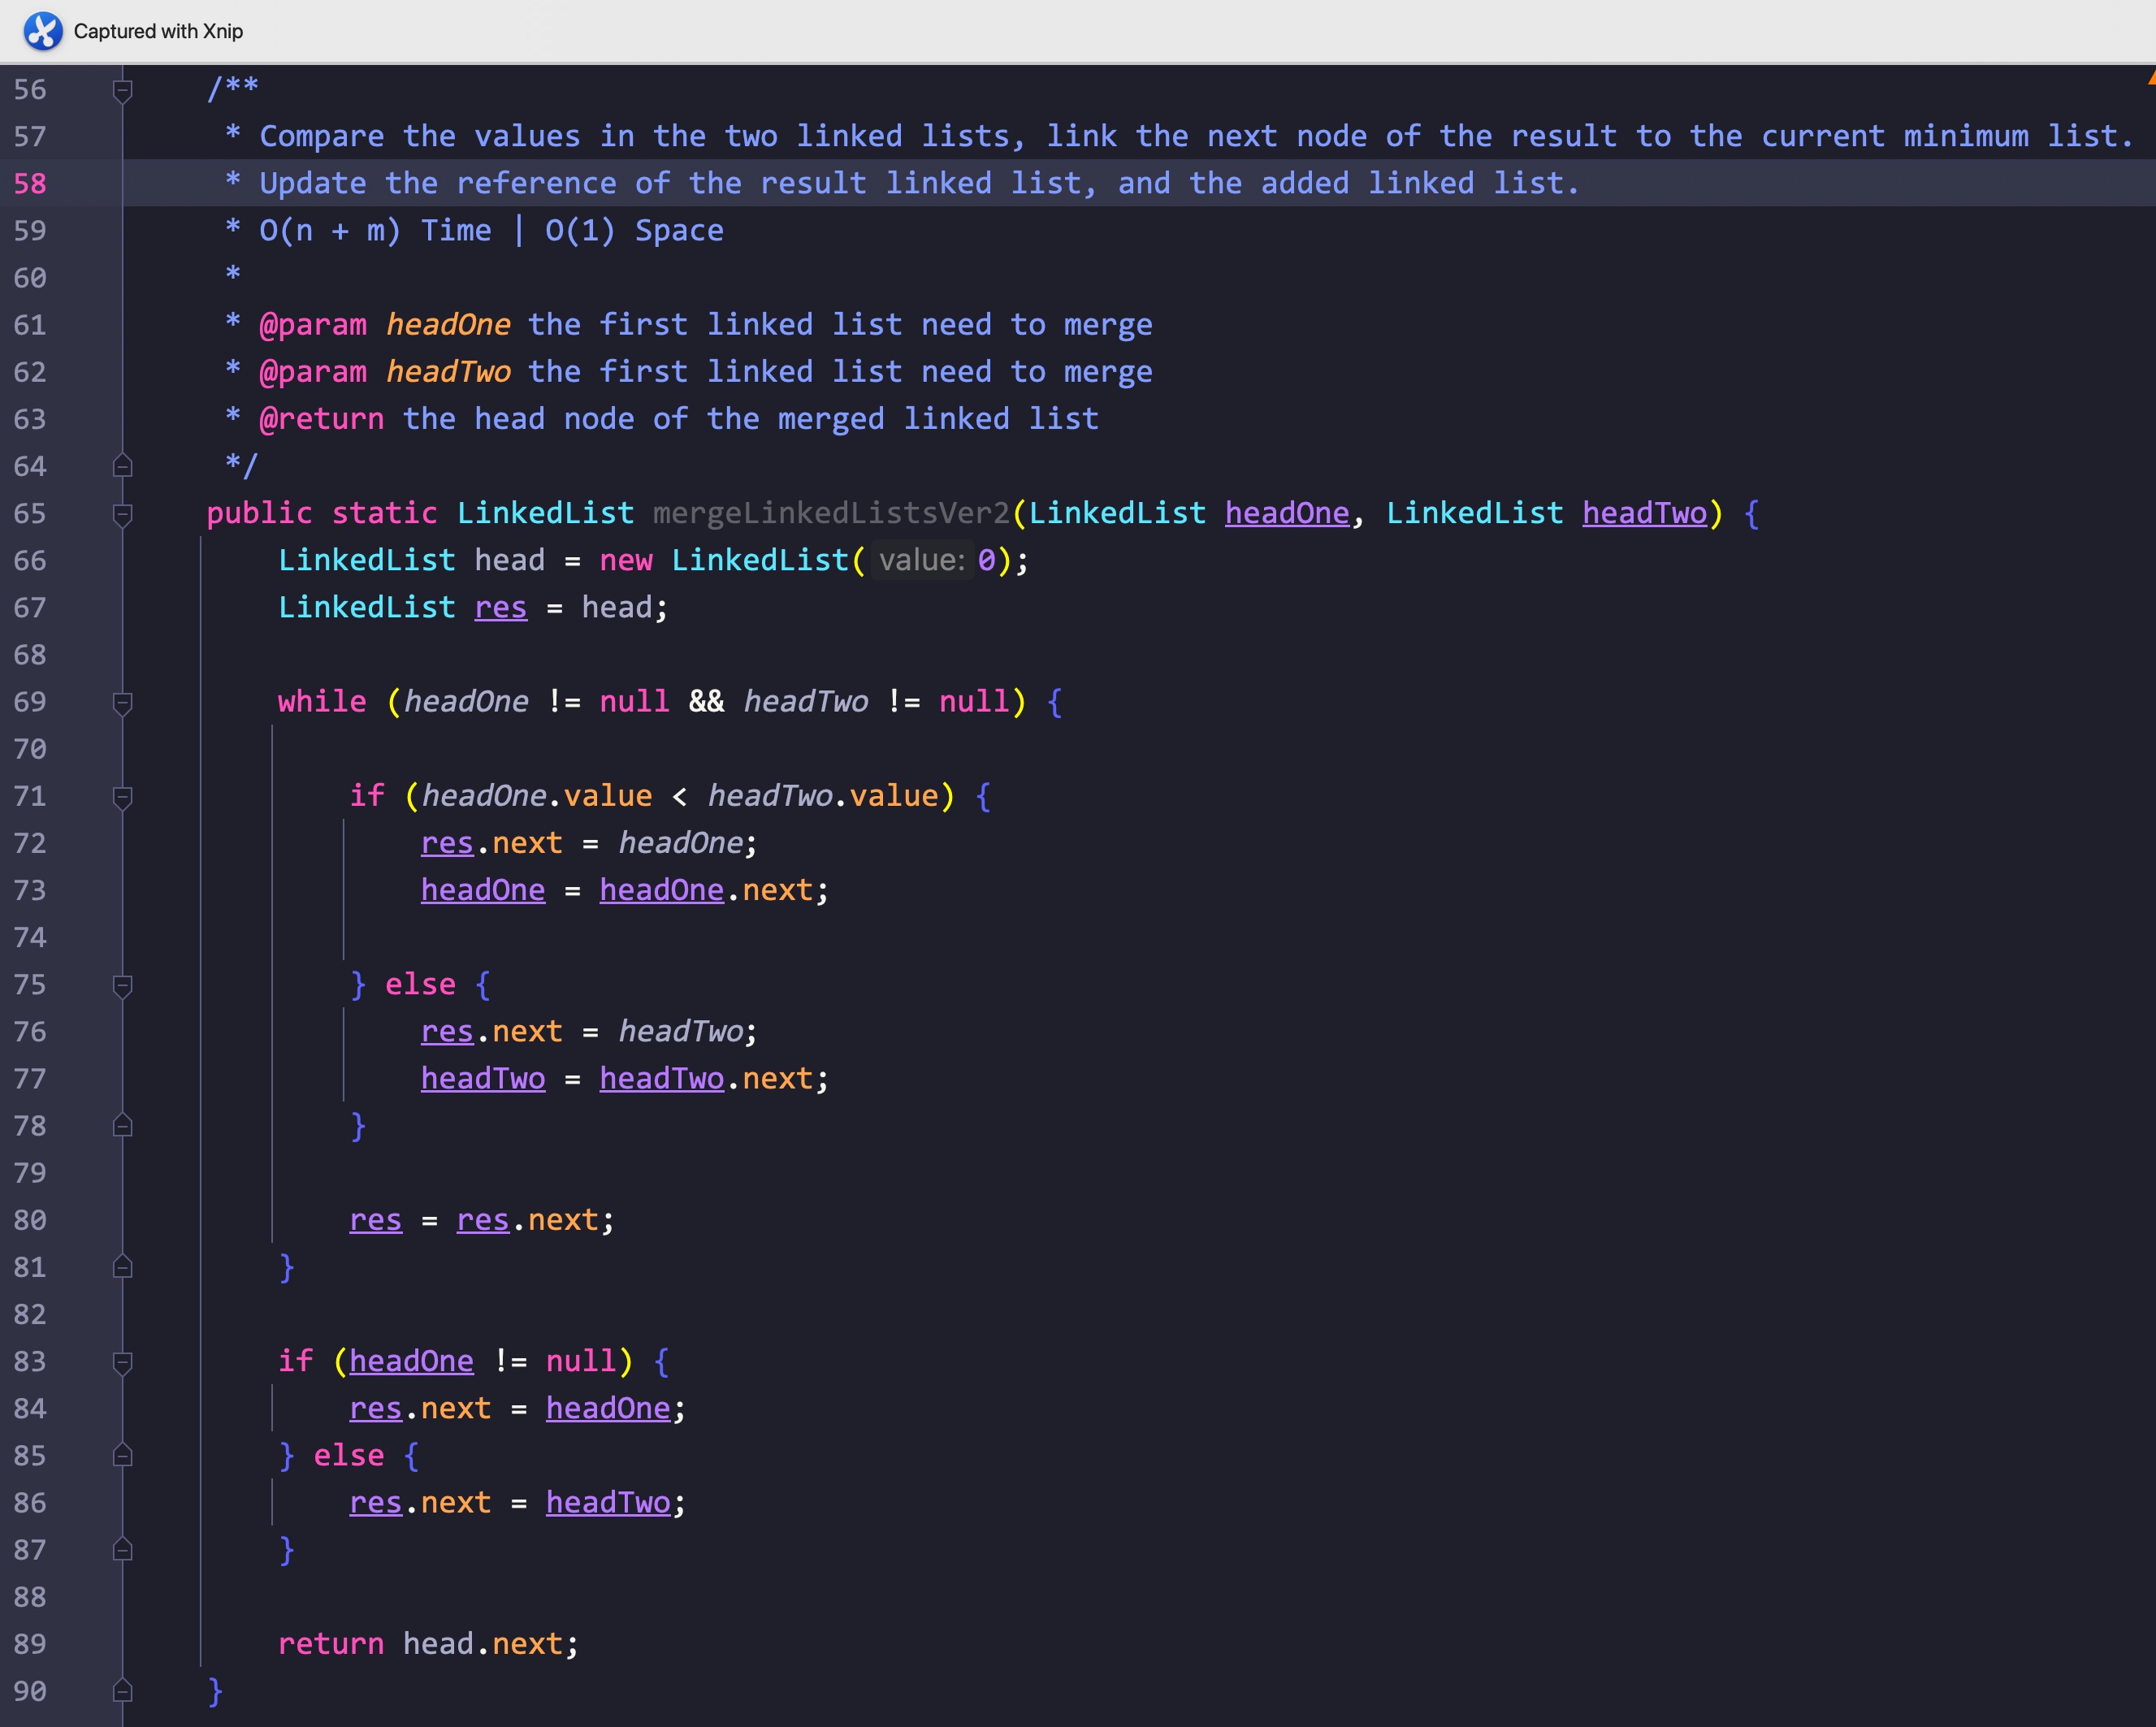 Captured with Xnip
56 /**
57 * Compare the values in the two linked lists, link the next node of the result to the current minimum list.
58 * Update the reference of the result linked list, and the added linked list.
59 * O(n + m) Time | O(1) Space
60 *
61 * @param headOne the first linked list need to merge
62 * @param headTwo the first linked list need to merge
63 * @return the head node of the merged linked list
64 */
65 public static LinkedList mergeLinkedListsVer2(LinkedList headOne, LinkedList headTwo) {
66 LinkedList head = new LinkedList( value: 0);
67 LinkedList res = head;
68
69 while (headOne != null && headTwo != null) {
70
71 if (headOne.value < headTwo.value) {
72 res.next = headOne;
73 headOne = headOne.next;
74
75 } else {
76 res.next = headTwo;
77 headTwo = headTwo.next;
78 }
79
80 res = res.next;
81 }
82
83 if (headOne != null) {
84 res.next = headOne;
85 } else {
86 res.next = headTwo;
87 }
88
89 return head.next;
90 }